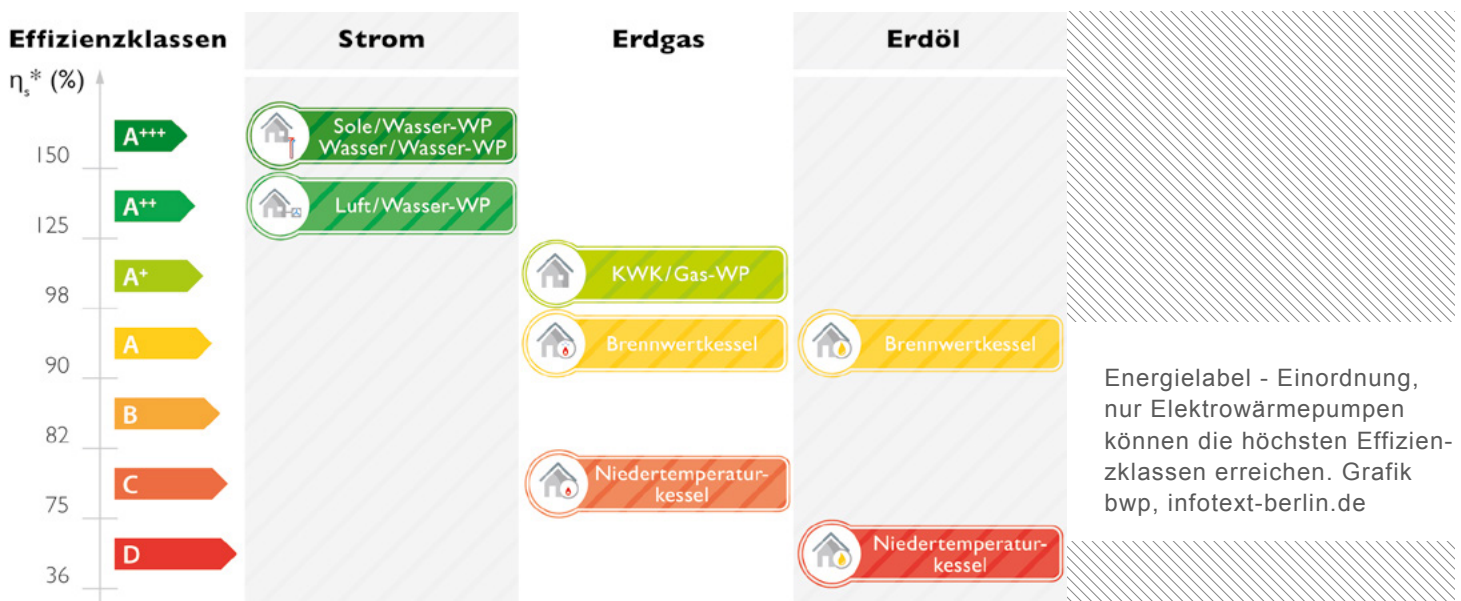 Effizienzklassen
Strom
Erdgas
Erdöl
ηs* (%)
A+++
Sole/Wasser-WP
Wasser/Wasser-WP
150
A++
Luft/Wasser-WP
125
A+
KWK/Gas-WP
98
A
Brennwertkessel
Brennwertkessel
90
B
82
C
Niedertemperatur-
kessel
75
D
Niedertemperatur-
kessel
36
Energielabel - Einordnung,
nur Elektrowärmepumpen
können die höchsten Effizien-
zklassen erreichen. Grafik
bwp, infotext-berlin.de